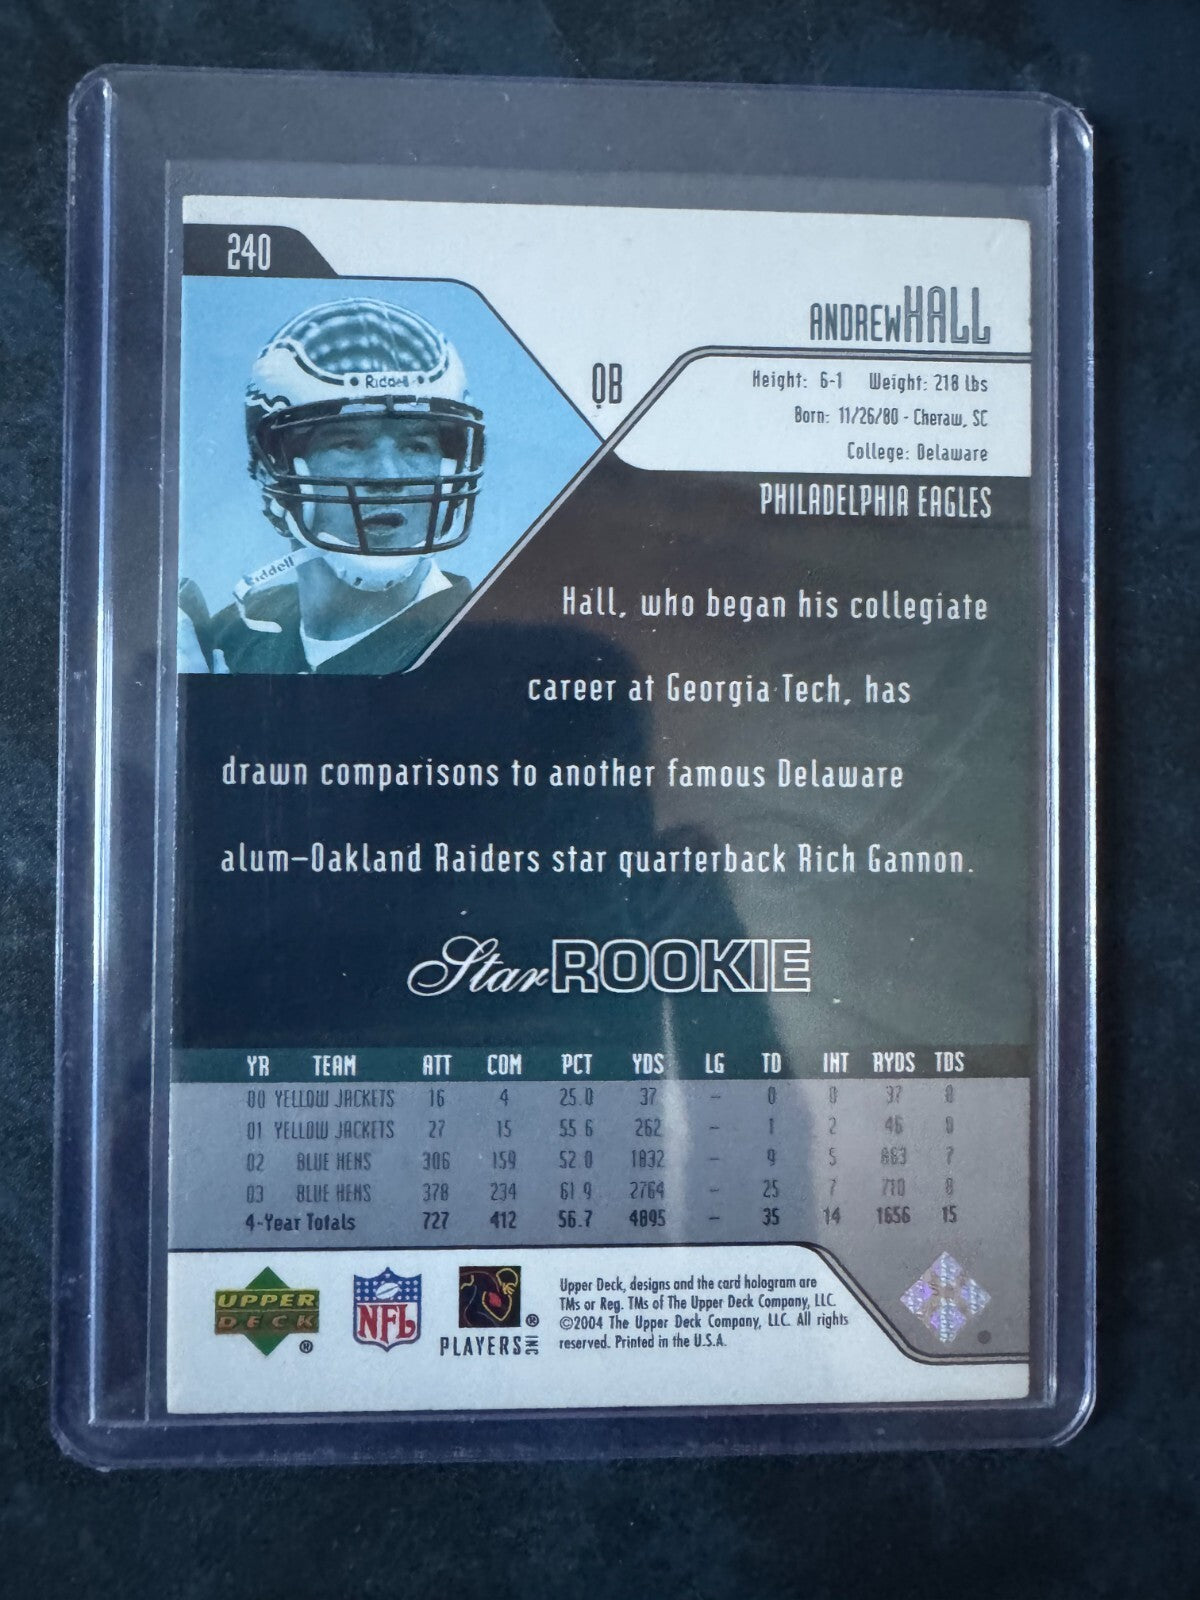 240
ANDREW HALL
QB
Height: 6-1 Weight: 218 lbs
Born: 11/26/80 - Cheraw, SC
College: Delaware
PHILADELPHIA EAGLES
Riddell
Riddell
Hall, who began his collegiate
career at Georgia Tech, has
drawn comparisons to another famous Delaware
alum—Oakland Raiders star quarterback Rich Gannon.
Star ROOKIE
YR TEAM ATT COM PCT YDS LG TD INT RYDS TDS
00 YELLOW JACKETS 16 4 25.0 37 - 0 0 37 0
01 YELLOW JACKETS 27 15 55.6 262 - 1 2 46 0
02 BLUE HENS 306 159 52.0 1832 - 9 5 863 7
03 BLUE HENS 378 234 61.9 2764 - 25 7 710 8
4-Year Totals 727 412 56.7 4895 - 35 14 1656 15
UPPER
DECK
®
NFL
®
PLAYERS INC
Upper Deck, designs and the card hologram are
TMs or Reg. TMs of The Upper Deck Company, LLC.
©2004 The Upper Deck Company, LLC. All rights
reserved. Printed in the U.S.A.